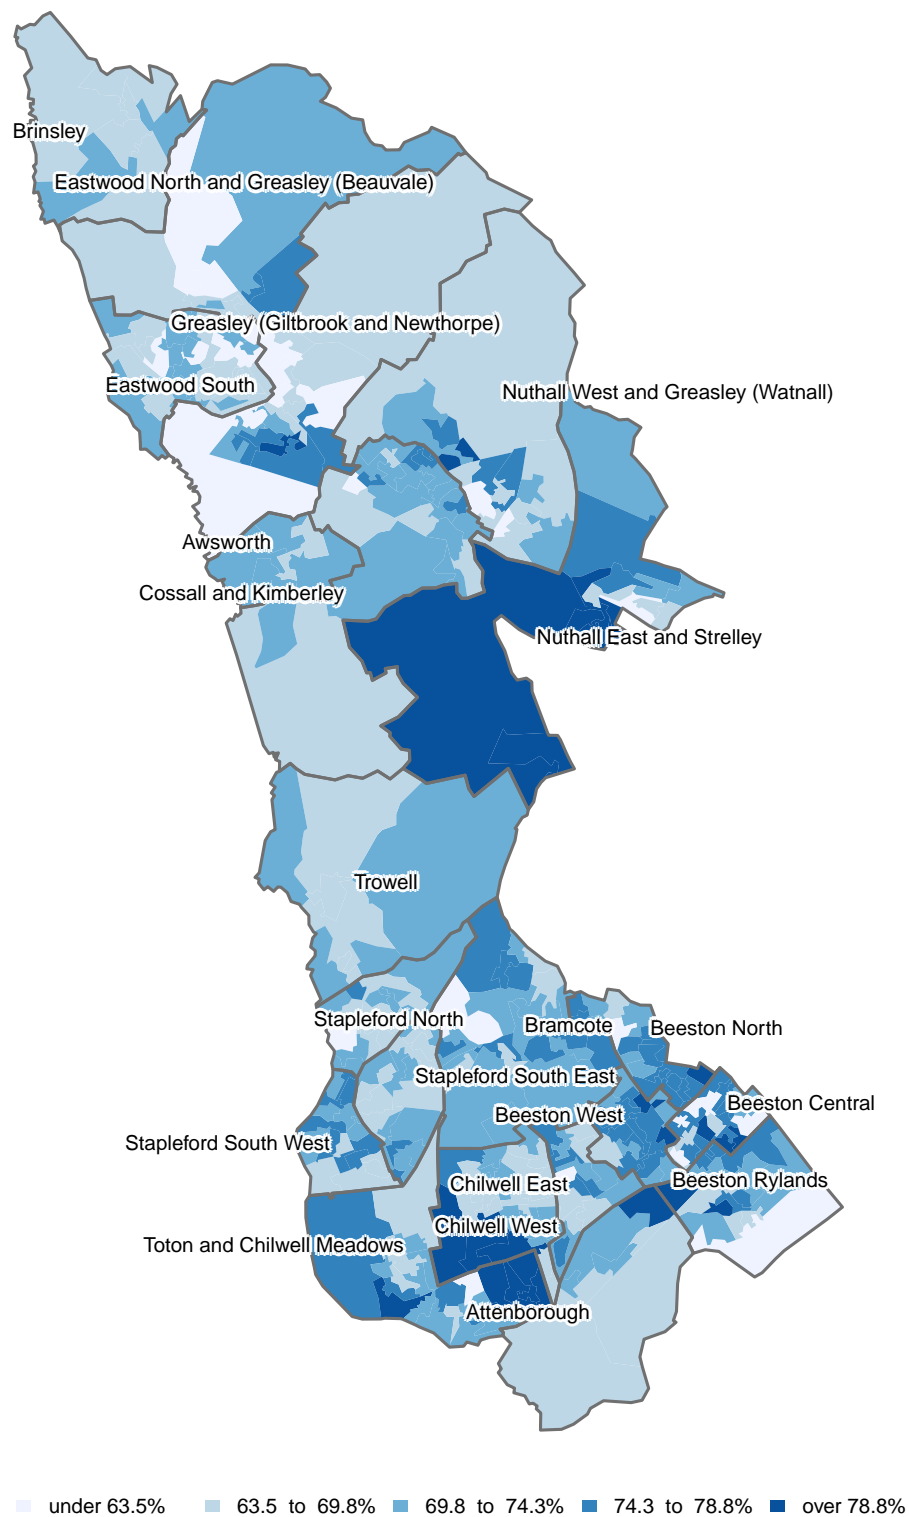 Brinsley
Eastwood North and Greasley (Beauvale)
Greasley (Giltbrook and Newthorpe)
Eastwood South
Nuthall West and Greasley (Watnall)
Awsworth
Cossall and Kimberley
Nuthall East and Strelley
Trowell
Stapleford North
Bramcote
Beeston North
Stapleford South East
Beeston Central
Beeston West
Stapleford South West
Beeston Rylands
Chilwell East
Chilwell West
Toton and Chilwell Meadows
Attenborough
under 63.5% 63.5 to 69.8% 69.8 to 74.3% 74.3 to 78.8% over 78.8%